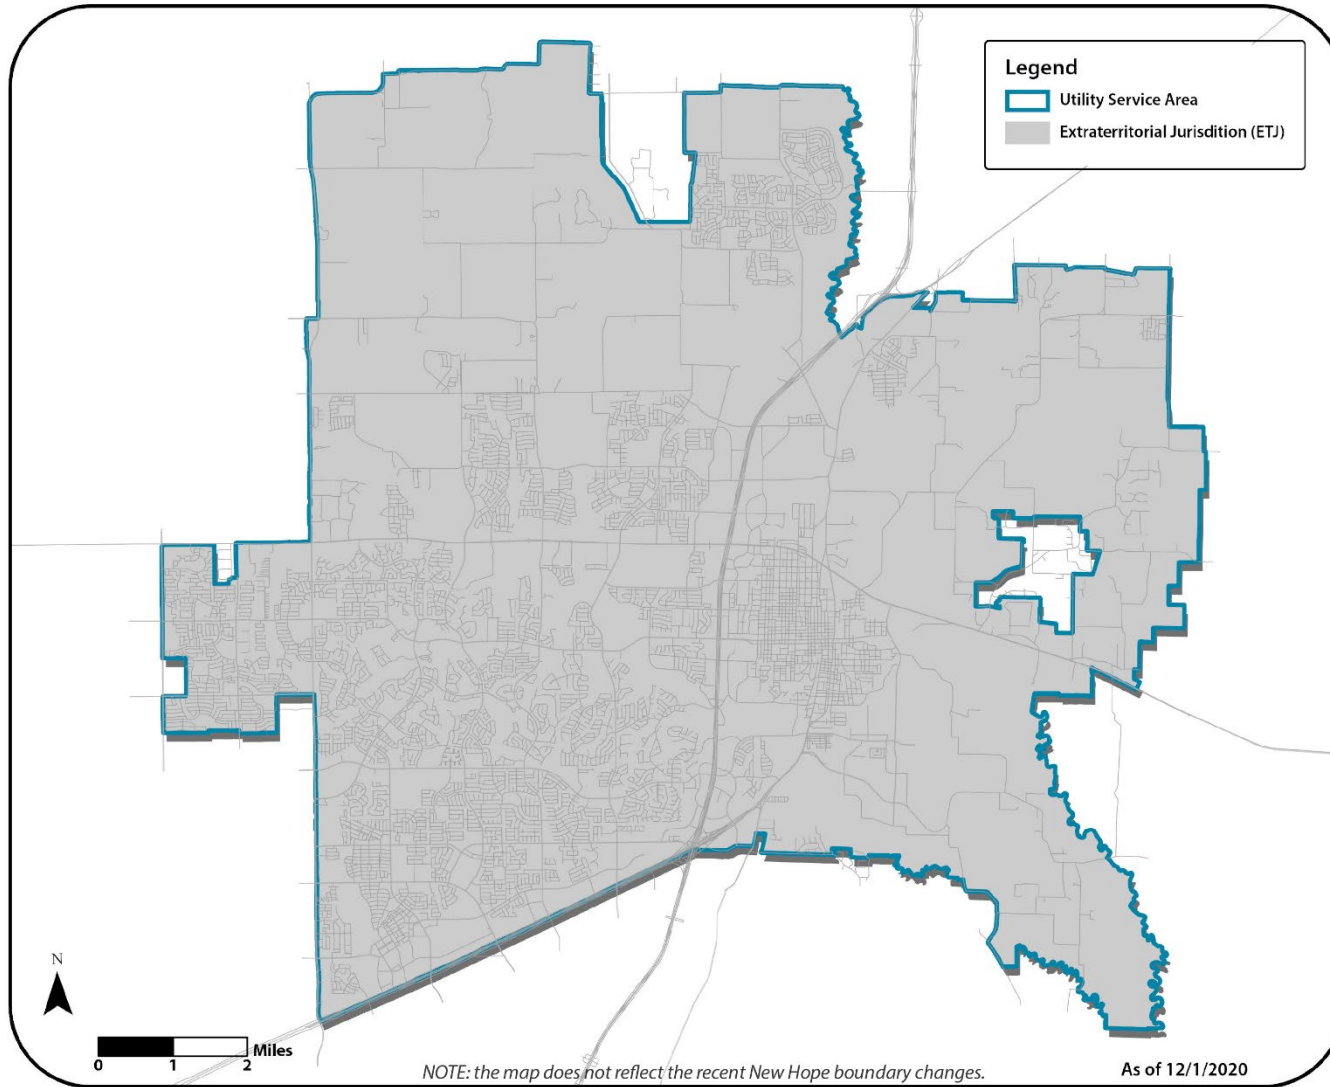 Legend
Utility Service Area
Extraterritorial Jurisdition (ETJ)
N
0 1 2 Miles
NOTE: the map does not reflect the recent New Hope boundary changes.
As of 12/1/2020